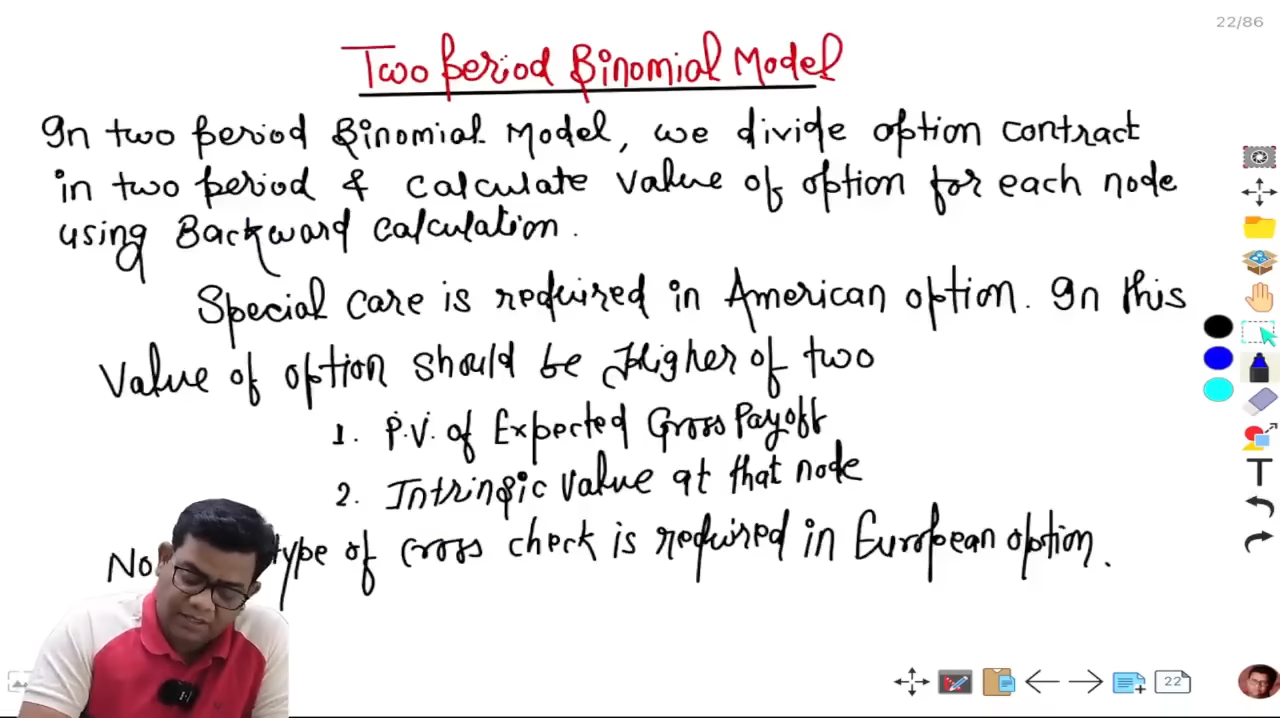 22/86
Two Period Binomial Model
In two period Binomial Model, we divide option contract
in two period & calculate value of option for each node
using Backward calculation.
Special care is required in American option. In this
Value of option should be Higher of two
1. P.V. of Expected Gross Payoff
2. Intrinsic value at that node
No type of cross check is required in European option.
T
22